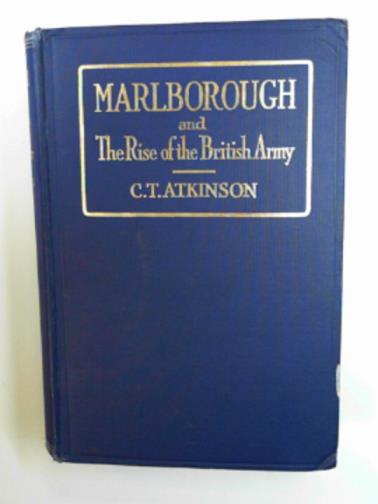 MARLBOROUGH
and
The Rise of the British Army
C.T. ATKINSON